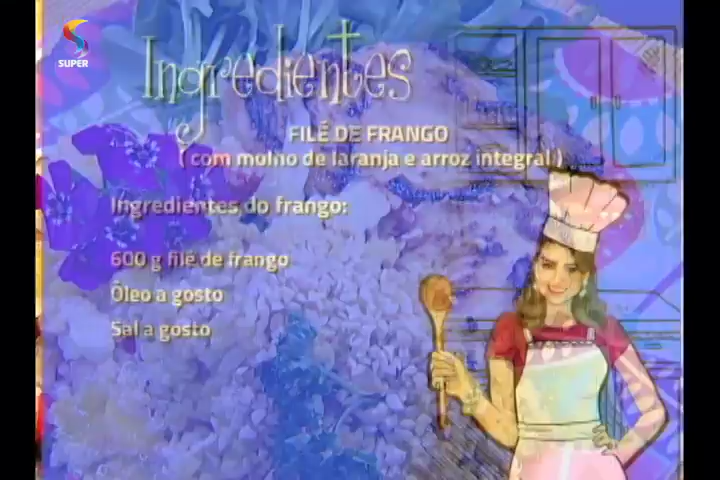 SUPER
Ingredientes
FILÉ DE FRANGO
( com molho de laranja e arroz integral )
Ingredientes do frango:
600 g filé de frango
Óleo a gosto
Sal a gosto